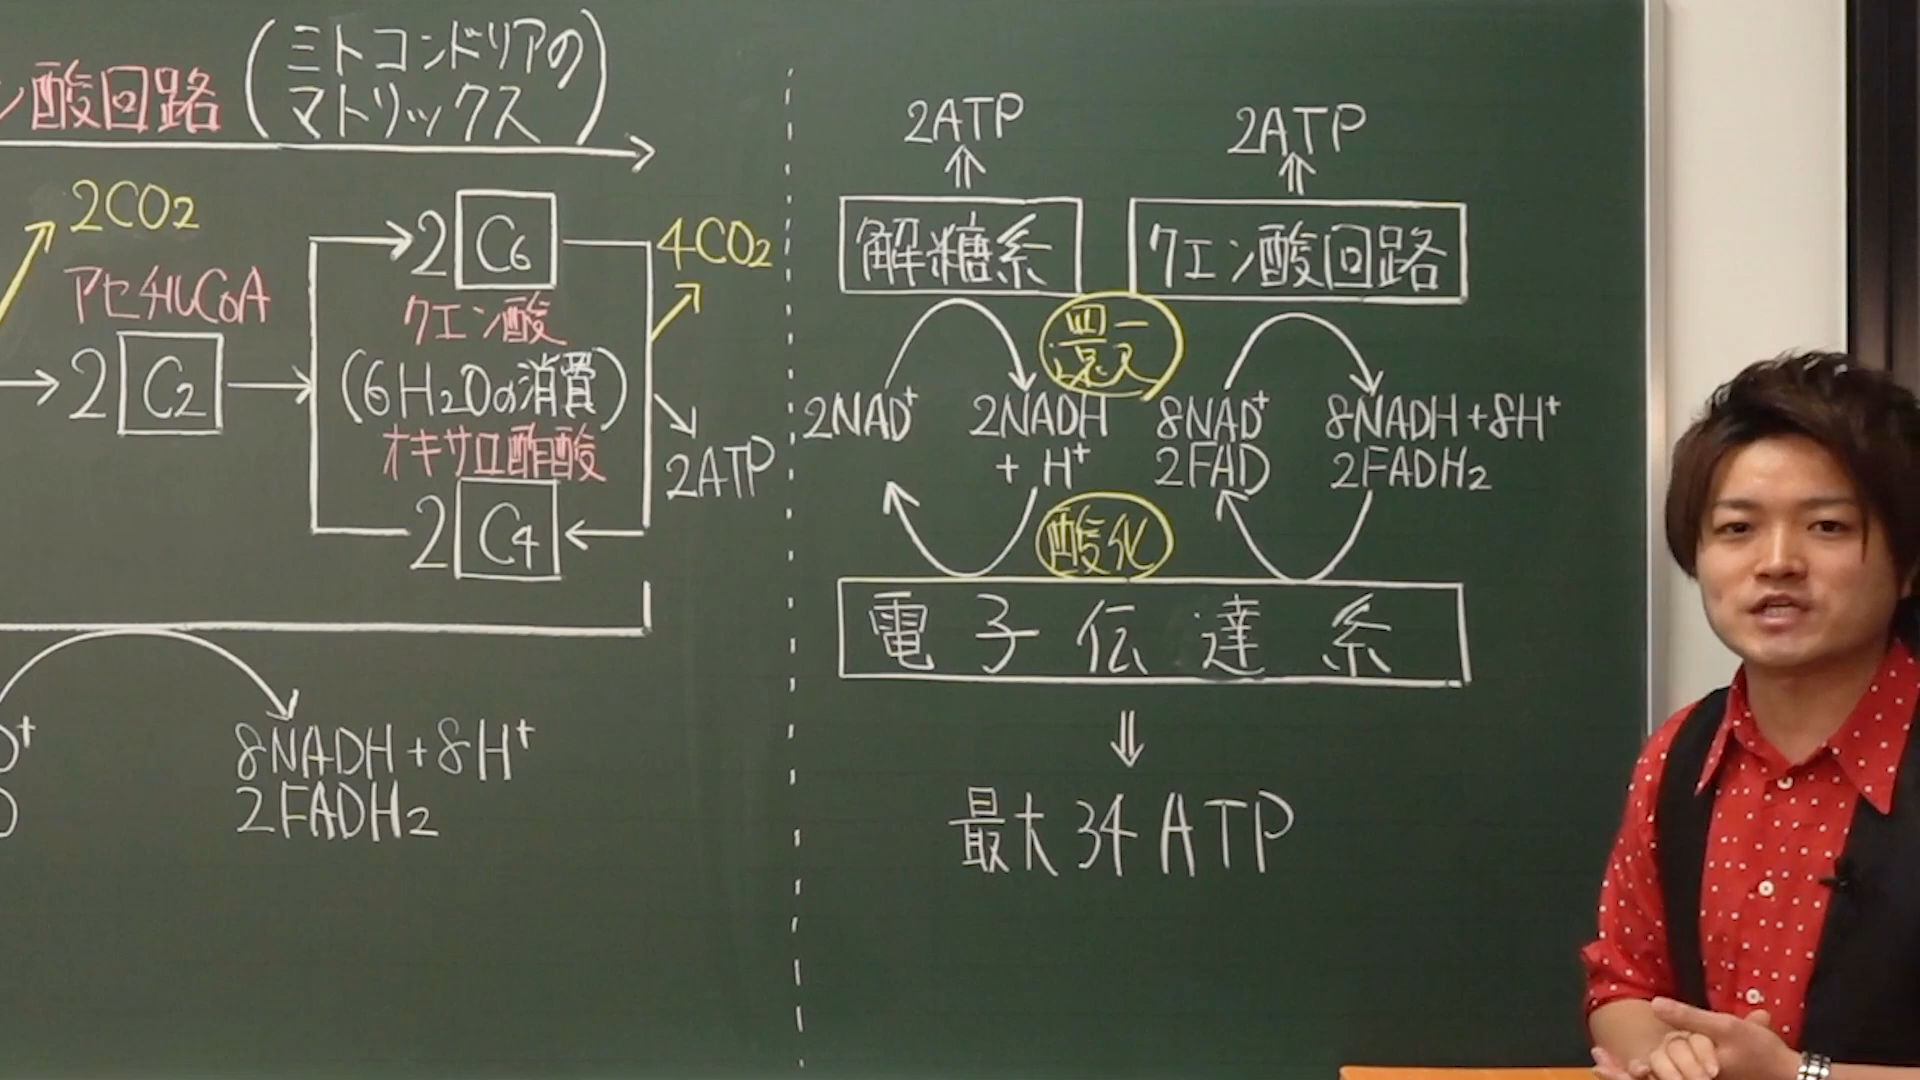 ン酸回路(ミトコンドリアの
マトリックス)
2CO2
アセチルCoA
2 C2
2 C6
クエン酸
(6H2Oの消費)
オキサロ酢酸
2 C4
4CO2
2ATP
8NADH+8H+
2FADH2
2ATP
2ATP
解糖系
クエン酸回路
還元
2NAD+
2NADH
+ H+
8NAD+
2FAD
8NADH+8H+
2FADH2
酸化
電子伝達系
最大34ATP